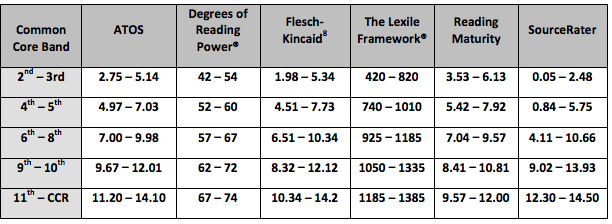 Common Core Band | ATOS | Degrees of Reading Power® | Flesch-Kincaid8 | The Lexile Framework® | Reading Maturity | SourceRater
2nd – 3rd | 2.75 – 5.14 | 42 – 54 | 1.98 – 5.34 | 420 – 820 | 3.53 – 6.13 | 0.05 – 2.48
4th – 5th | 4.97 – 7.03 | 52 – 60 | 4.51 – 7.73 | 740 – 1010 | 5.42 – 7.92 | 0.84 – 5.75
6th – 8th | 7.00 – 9.98 | 57 – 67 | 6.51 – 10.34 | 925 – 1185 | 7.04 – 9.57 | 4.11 – 10.66
9th – 10th | 9.67 – 12.01 | 62 – 72 | 8.32 – 12.12 | 1050 – 1335 | 8.41 – 10.81 | 9.02 – 13.93
11th – CCR | 11.20 – 14.10 | 67 – 74 | 10.34 – 14.2 | 1185 – 1385 | 9.57 – 12.00 | 12.30 – 14.50